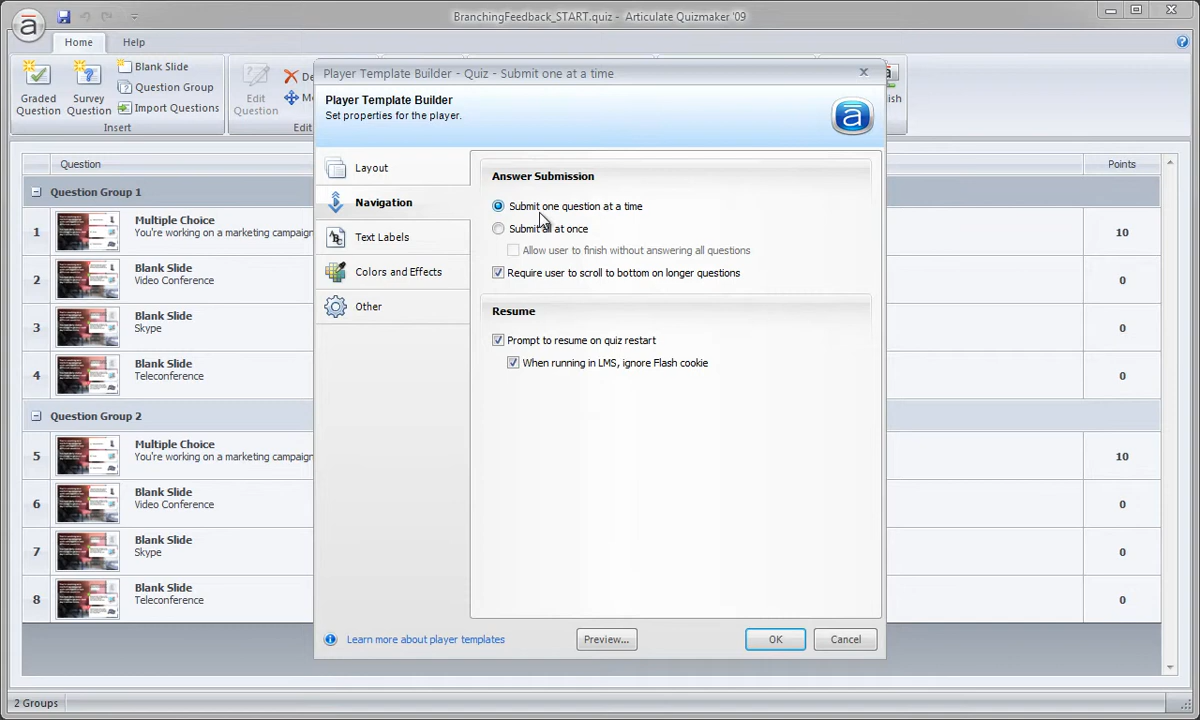 BranchingFeedback_START.quiz - Articulate Quizmaker '09
Home
Help
Graded Question
Survey Question
Blank Slide
Question Group
Import Questions
Insert
Edit Question
Edit
Player Template Builder - Quiz - Submit one at a time
Player Template Builder
Set properties for the player.
Layout
Navigation
Text Labels
Colors and Effects
Other
Answer Submission
Submit one question at a time
Submit all at once
Allow user to finish without answering all questions
Require user to scroll to bottom on longer questions
Resume
Prompt to resume on quiz restart
When running in LMS, ignore Flash cookie
Learn more about player templates
Preview...
OK
Cancel
Question
Points
Question Group 1
1
Multiple Choice
You're working on a marketing campaign
10
2
Blank Slide
Video Conference
0
3
Blank Slide
Skype
0
4
Blank Slide
Teleconference
0
Question Group 2
5
Multiple Choice
You're working on a marketing campaign
10
6
Blank Slide
Video Conference
0
7
Blank Slide
Skype
0
8
Blank Slide
Teleconference
0
2 Groups